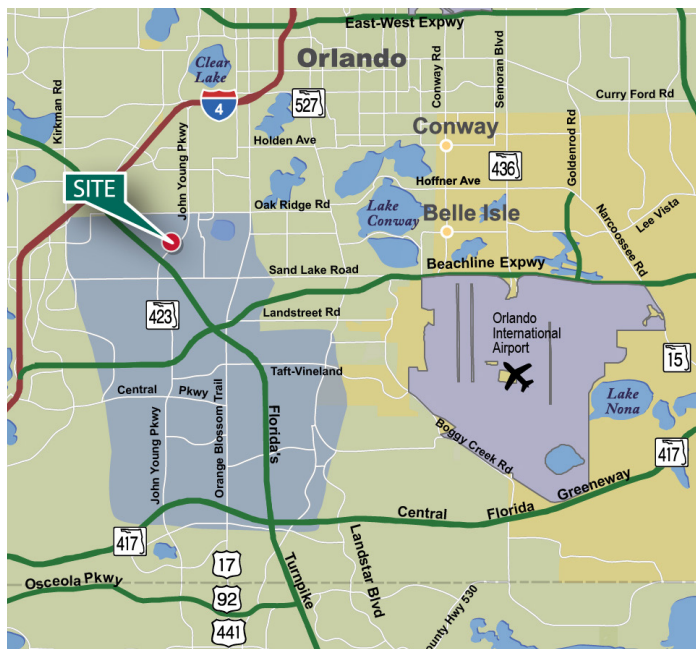 East-West Expwy
Orlando
Clear
Lake
Conway Rd
Semoran Blvd
Kirkman Rd
4
527
Curry Ford Rd
Conway
Holden Ave
436
Goldenrod Rd
SITE
John Young Pkwy
Hoffner Ave
Oak Ridge Rd
Lake
Conway
Belle Isle
Narcoossee Rd
Lee Vista
Sand Lake Road
Beachline Expwy
423
Landstreet Rd
Orlando
International
Airport
15
Taft-Vineland
Central Pkwy
Lake
Nona
John Young Pkwy
Orange Blossom Trail
Florida's
Boggy Creek Rd
417
Central Florida Greeneway
417
17
Landstar Blvd
Osceola Pkwy
92
Turnpike
441
ounty Hwy 530